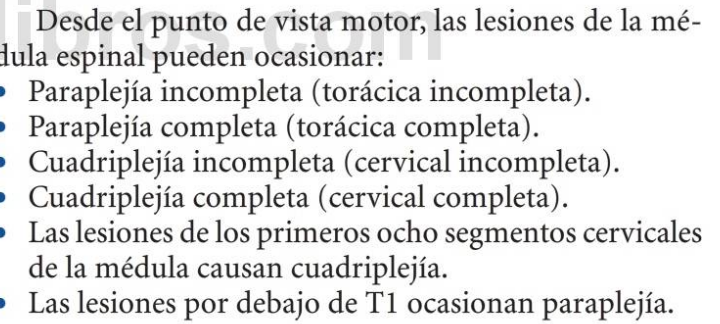 Desde el punto de vista motor, las lesiones de la mé-
dula espinal pueden ocasionar:
• Paraplejía incompleta (torácica incompleta).
• Paraplejía completa (torácica completa).
• Cuadriplejía incompleta (cervical incompleta).
• Cuadriplejía completa (cervical completa).
• Las lesiones de los primeros ocho segmentos cervicales
de la médula causan cuadriplejía.
• Las lesiones por debajo de T1 ocasionan paraplejía.